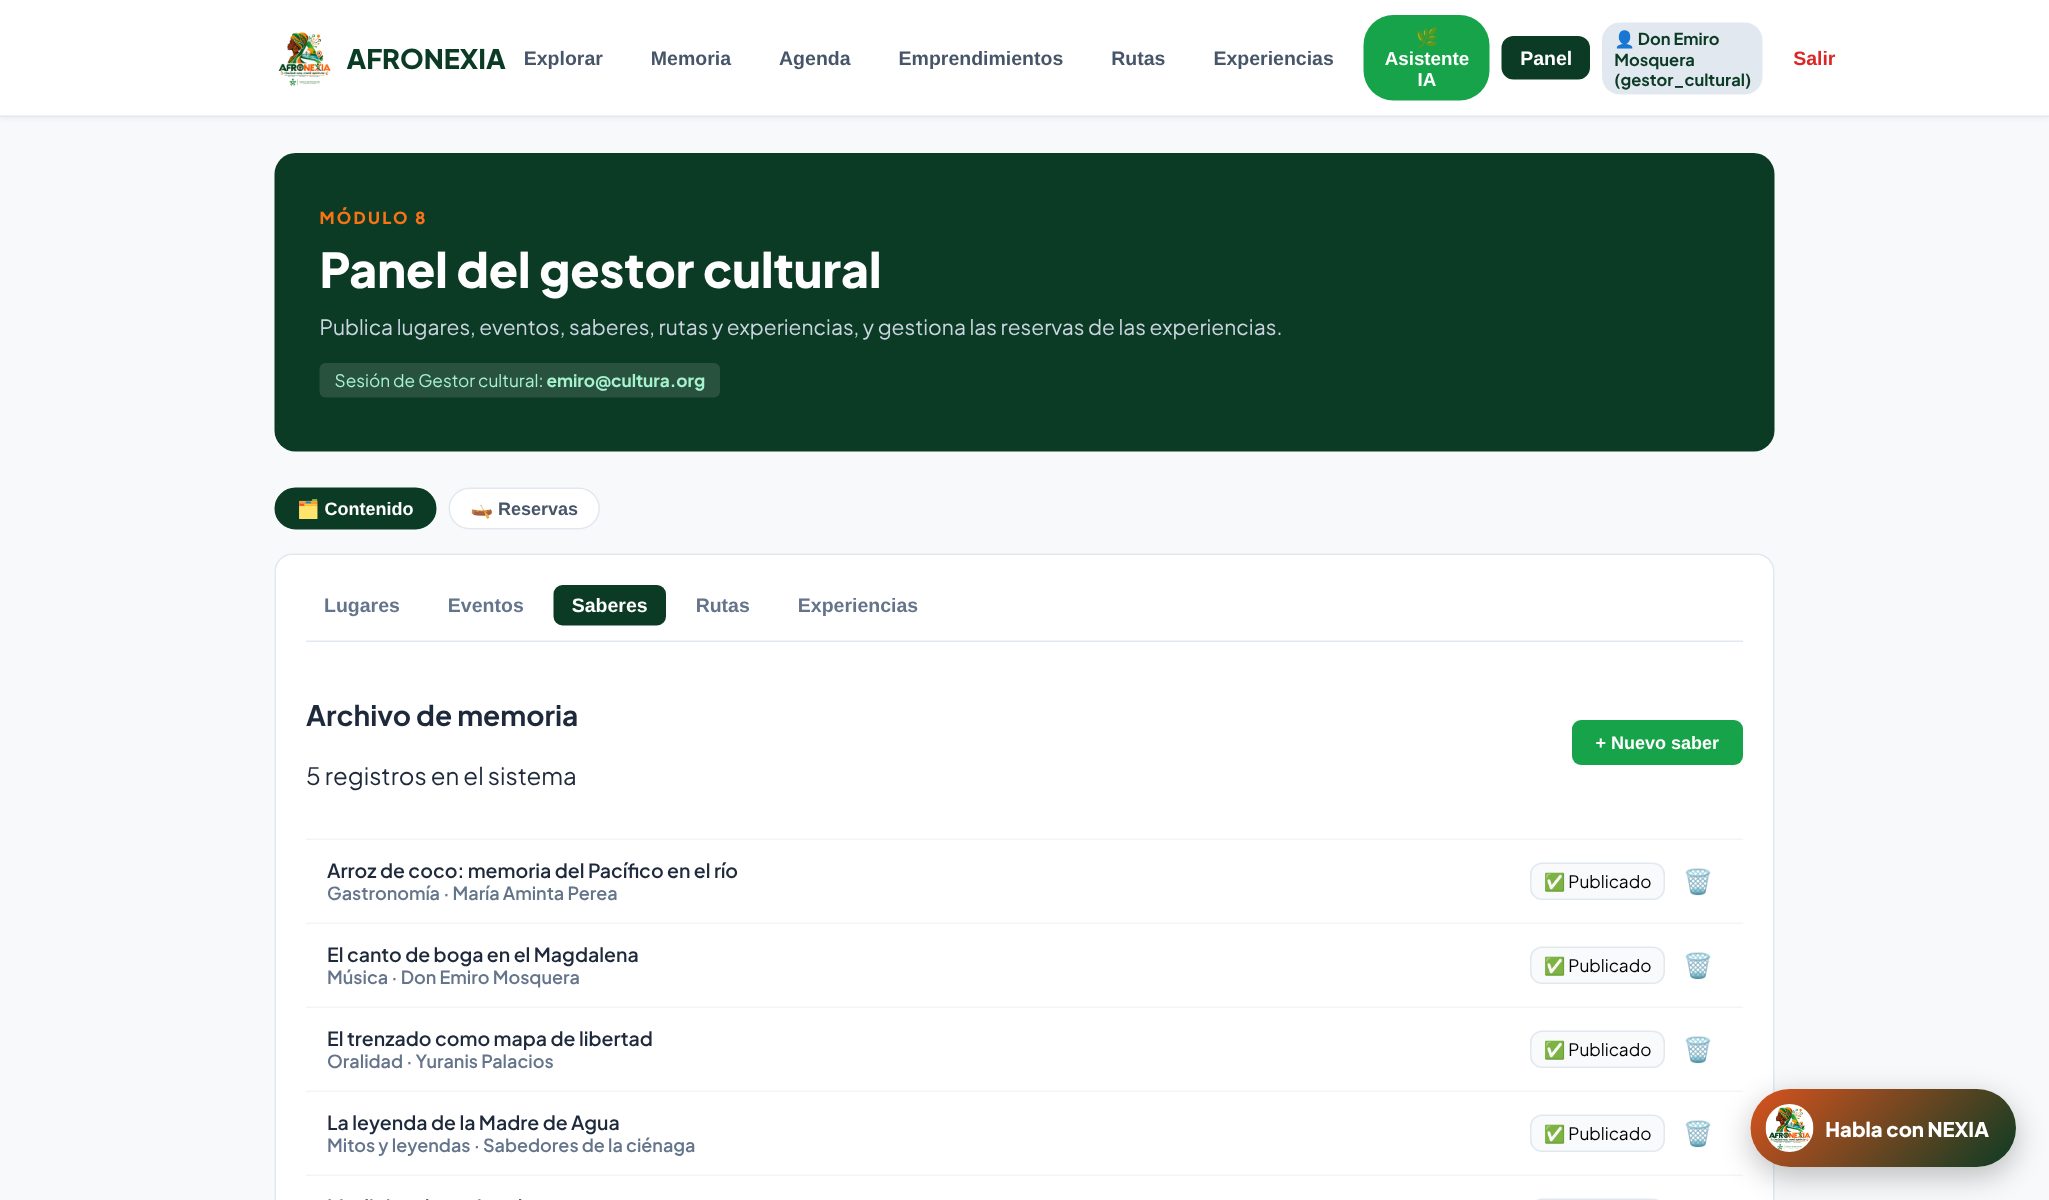 AFRONEXIA
AFRONEXIA
Explorar
Memoria
Agenda
Emprendimientos
Rutas
Experiencias
Asistente
IA
Panel
Don Emiro
Mosquera
(gestor_cultural)
Salir
MÓDULO 8
Panel del gestor cultural
Publica lugares, eventos, saberes, rutas y experiencias, y gestiona las reservas de las experiencias.
Sesión de Gestor cultural: emiro@cultura.org
Contenido
Reservas
Lugares
Eventos
Saberes
Rutas
Experiencias
Archivo de memoria
5 registros en el sistema
+ Nuevo saber
Arroz de coco: memoria del Pacífico en el río
Gastronomía · María Aminta Perea
Publicado
El canto de boga en el Magdalena
Música · Don Emiro Mosquera
Publicado
El trenzado como mapa de libertad
Oralidad · Yuranis Palacios
Publicado
La leyenda de la Madre de Agua
Mitos y leyendas · Sabedores de la ciénaga
Publicado
AFRONEXIA
Habla con NEXIA